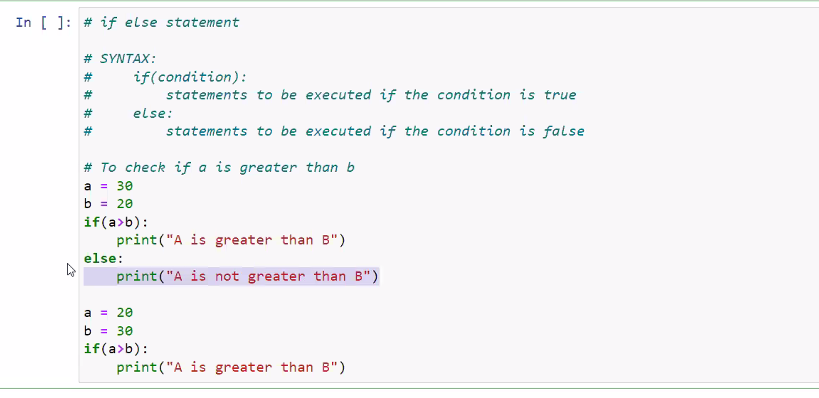 In [ ]: # if else statement
# SYNTAX:
#     if(condition):
#         statements to be executed if the condition is true
#     else:
#         statements to be executed if the condition is false
# To check if a is greater than b
a = 30
b = 20
if(a>b):
    print("A is greater than B")
else:
    print("A is not greater than B")
a = 20
b = 30
if(a>b):
    print("A is greater than B")